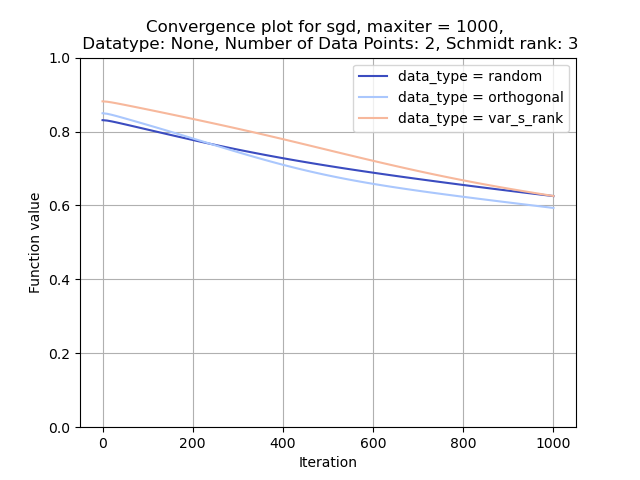 Convergence plot for sgd, maxiter = 1000,
Datatype: None, Number of Data Points: 2, Schmidt rank: 3
data_type = random
data_type = orthogonal
data_type = var_s_rank
Function value
1.0
0.8
0.6
0.4
0.2
0.0
0 200 400 600 800 1000
Iteration